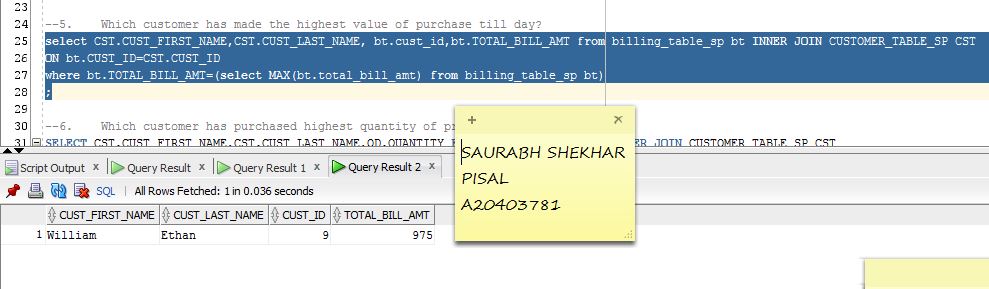 23
24 --5. Which customer has made the highest value of purchase till day?
25 select CST.CUST_FIRST_NAME,CST.CUST_LAST_NAME, bt.cust_id,bt.TOTAL_BILL_AMT from billing_table_sp bt INNER JOIN CUSTOMER_TABLE_SP CST
26 ON bt.CUST_ID=CST.CUST_ID
27 where bt.TOTAL_BILL_AMT=(select MAX(bt.total_bill_amt) from billing_table_sp bt)
28 ;
29
30 --6. Which customer has purchased highest quantity of pr
31 SELECT CST.CUST_FIRST_NAME,CST.CUST_LAST_NAME,OD.QUANTITY JOIN CUSTOMER_TABLE_SP CST
SAURABH SHEKHAR
PISAL
A20403781
Script Output x Query Result x Query Result 1 x Query Result 2 x
SQL | All Rows Fetched: 1 in 0.036 seconds
CUST_FIRST_NAME CUST_LAST_NAME CUST_ID TOTAL_BILL_AMT
1 William Ethan 9 975